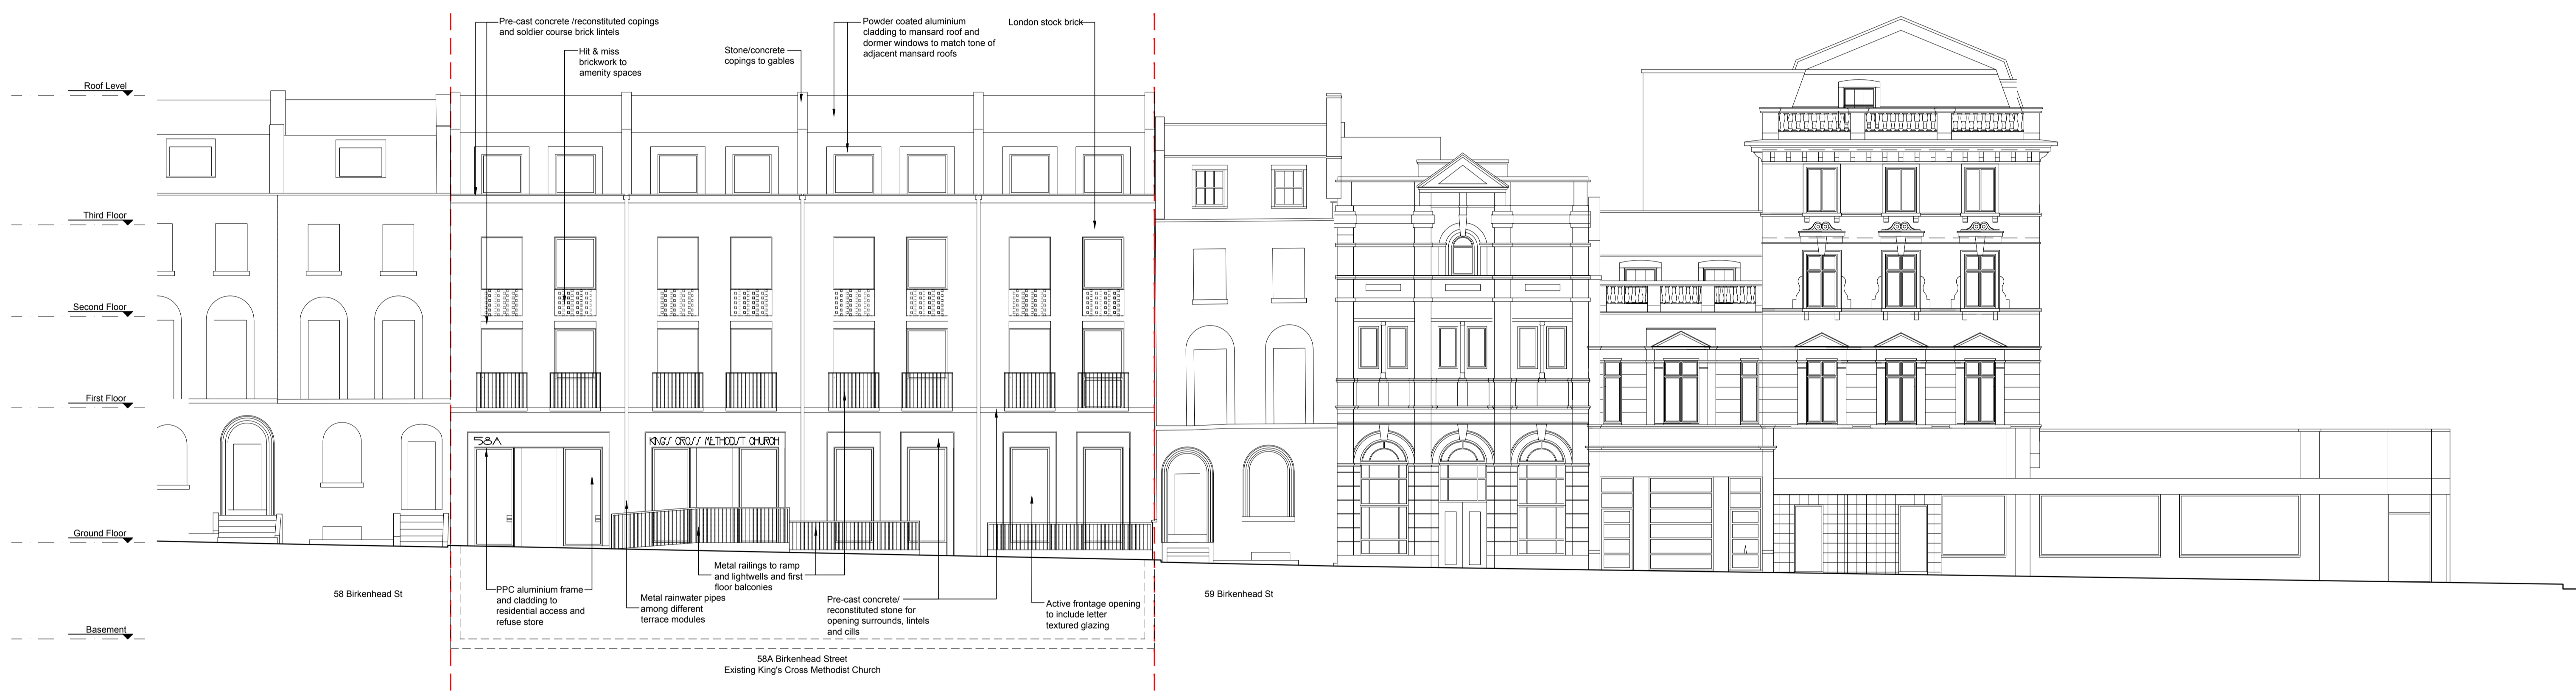 Pre-cast concrete /reconstituted copings
and soldier course brick lintels
Hit & miss
brickwork to
amenity spaces
Stone/concrete
copings to gables
Powder coated aluminium
cladding to mansard roof and
dormer windows to match tone of
adjacent mansard roofs
London stock brick
Roof Level
Third Floor
Second Floor
First Floor
Ground Floor
Basement
58A
KING'S CROSS METHODIST CHURCH
58 Birkenhead St
PPC aluminium frame
and cladding to
residential access and
refuse store
Metal rainwater pipes
among different
terrace modules
Metal railings to ramp
and lightwells and first
floor balconies
Pre-cast concrete/
reconstituted stone for
opening surrounds, lintels
and cills
Active frontage opening
to include letter
textured glazing
59 Birkenhead St
58A Birkenhead Street
Existing King's Cross Methodist Church